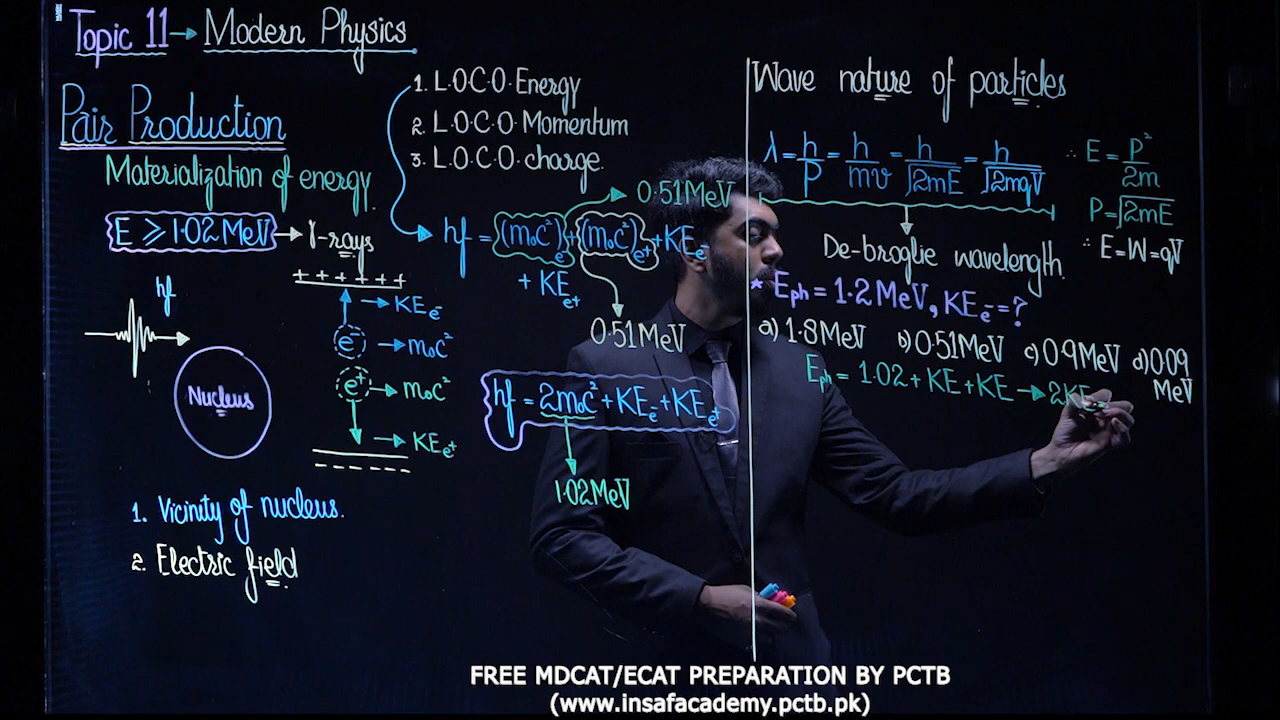 Topic 11 → Modern Physics
Pair Production
Materialization of energy.
E ⩾ 1.02 MeV → γ-rays
1. L.O.C.O. Energy
2. L.O.C.O. Momentum
3. L.O.C.O. charge.
0.51 MeV
hf = (m₀c²)e⁻ + (m₀c²)e⁺ + KEe⁻
+ KEe⁺
0.51 MeV
hf
+ + + + + +
→ KEe⁻
e⁻ → m₀c²
e⁺ → m₀c²
→ KEe⁺
Nucleus
hf = 2m₀c² + KEe⁻ + KEe⁺
1.02 MeV
1. Vicinity of nucleus.
2. Electric field
Wave nature of particles
λ = h/P = h/mv = h/√2mE = h/√2mqV
∴ E = P²/2m
P = √2mE
∴ E = W = qV
De-broglie wavelength.
* Eph = 1.2 MeV, KEe⁻ = ?
a) 1.8 MeV b) 0.51 MeV c) 0.9 MeV d) 0.09 MeV
Eph = 1.02 + KE + KE → 2KE =
FREE MDCAT/ECAT PREPARATION BY PCTB
(www.insafacademy.pctb.pk)